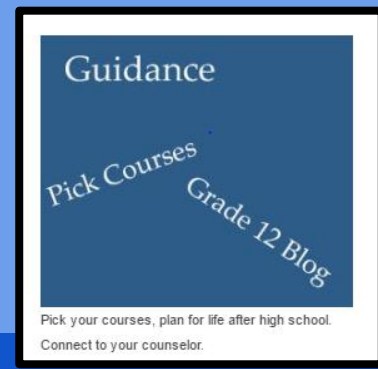 Guidance
Pick Courses
Grade 12 Blog
Pick your courses, plan for life after high school.
Connect to your counselor.